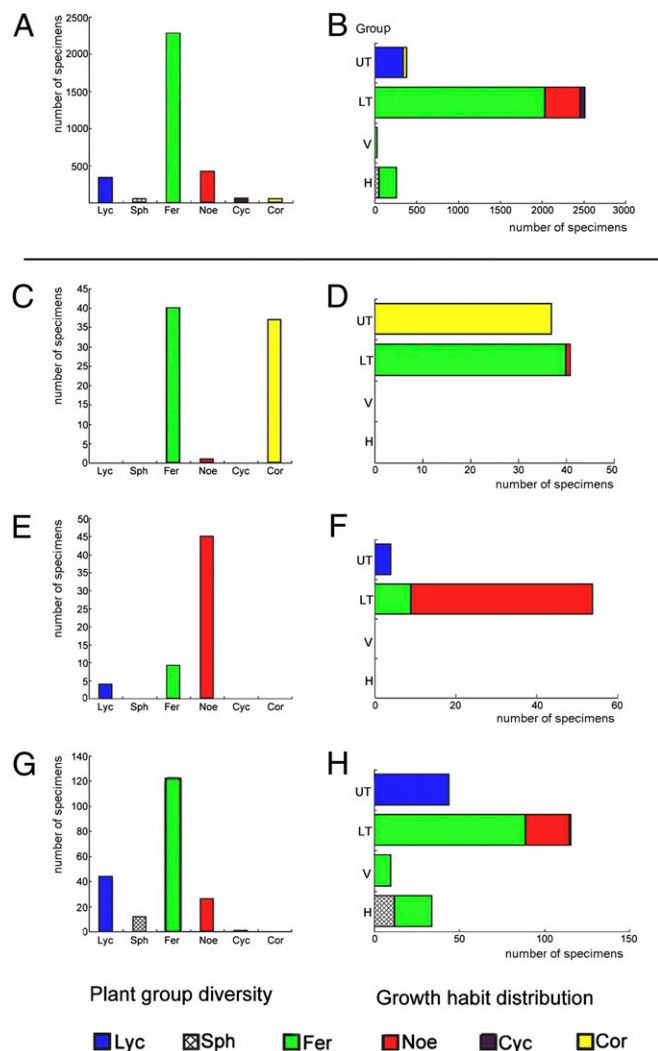 A
number of specimens
2500
2000
1500
1000
500
Lyc Sph Fer Noe Cyc Cor
B
Group
UT
LT
V
H
0 500 1000 1500 2000 2500 3000
number of specimens
C
number of specimens
45
40
35
30
25
20
15
10
5
0
Lyc Sph Fer Noe Cyc Cor
D
UT
LT
V
H
0 10 20 30 40 50
number of specimens
E
number of specimens
50
45
40
35
30
25
20
15
10
5
0
Lyc Sph Fer Noe Cyc Cor
F
UT
LT
V
H
0 20 40 60
number of specimens
G
number of specimens
140
120
100
80
60
40
20
0
Lyc Sph Fer Noe Cyc Cor
H
UT
LT
V
H
0 50 100 150
number of specimens
Plant group diversity
Growth habit distribution
Lyc Sph Fer Noe Cyc Cor